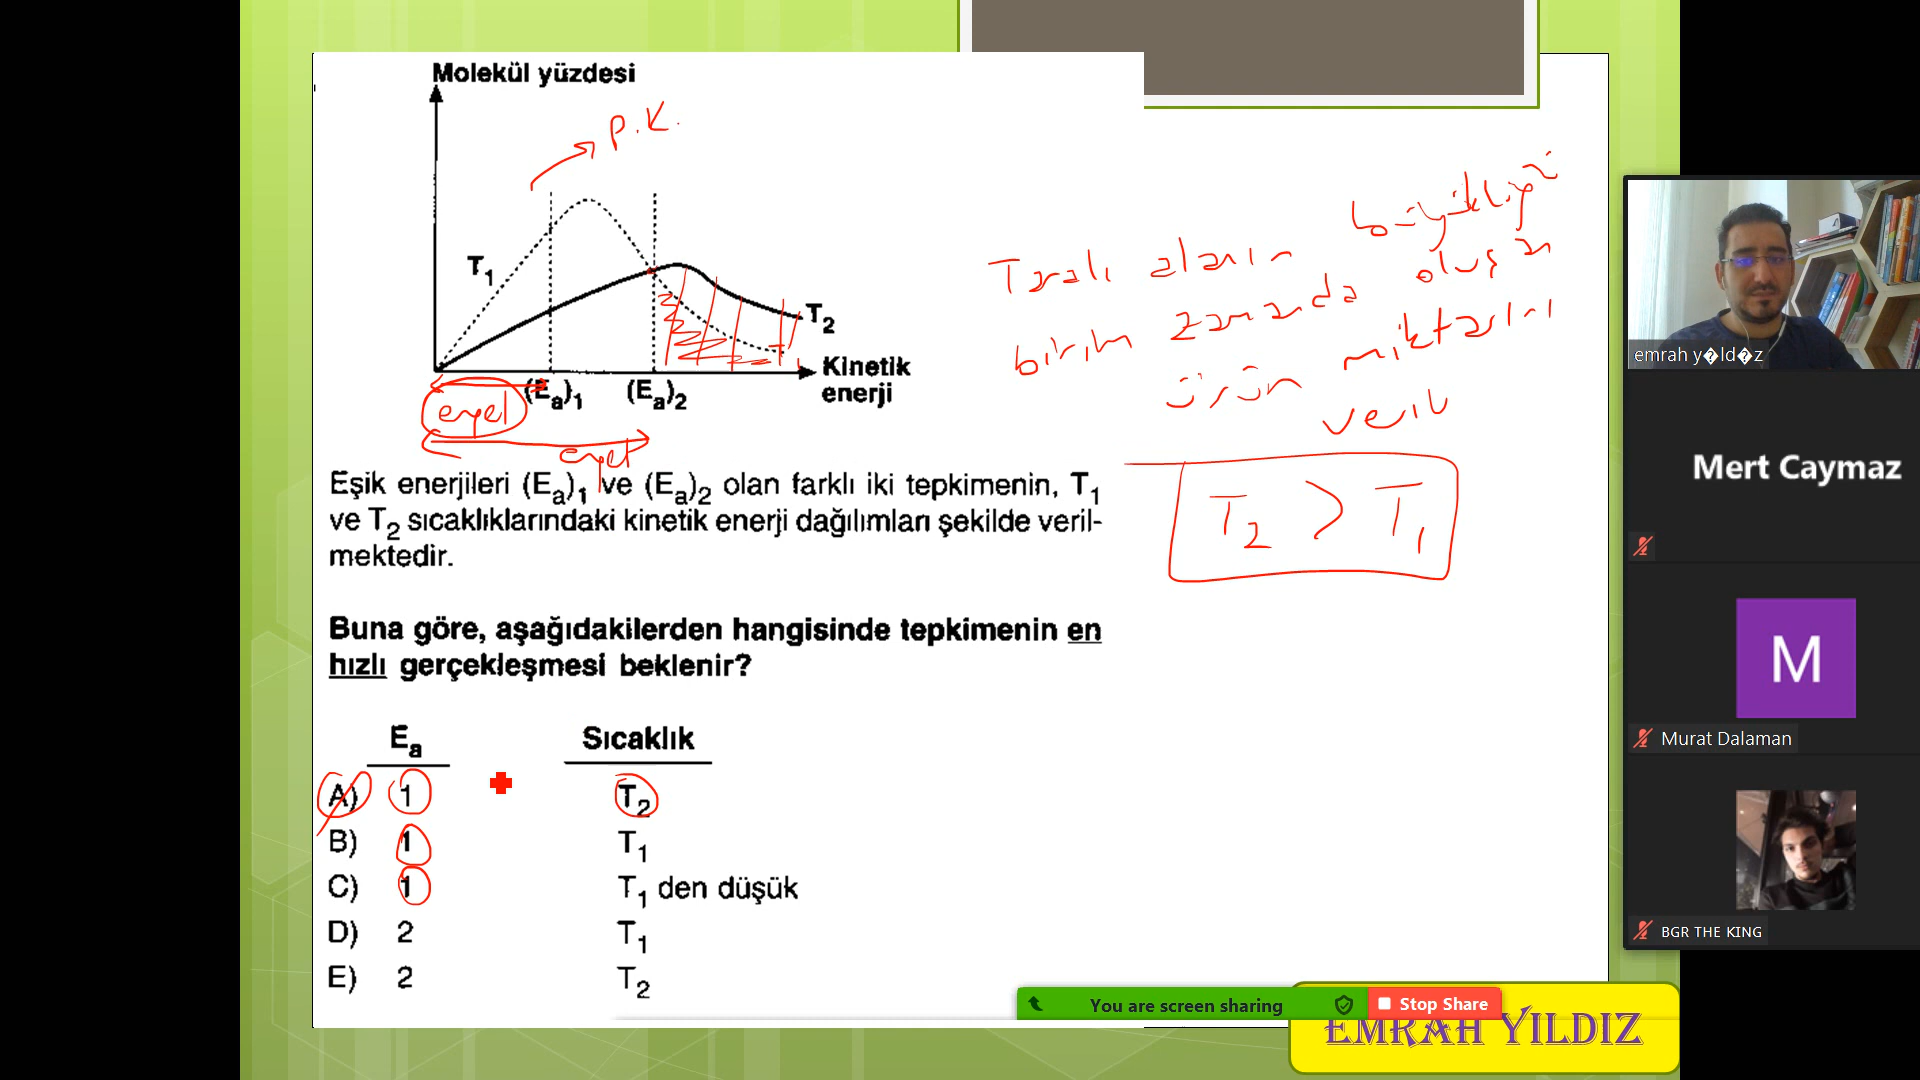 Molekül yüzdesi
P.K.
T1
T2
Kinetik
enerji
(Ea)1
(Ea)2
engel
engel
Taralı alanın büyüklüğü
birim zamanda oluşan
ürün miktarını
verir
T2 > T1
Eşik enerjileri (Ea)1 ve (Ea)2 olan farklı iki tepkimenin, T1
ve T2 sıcaklıklarındaki kinetik enerji dağılımları şekilde veril-
mektedir.
Buna göre, aşağıdakilerden hangisinde tepkimenin en
hızlı gerçekleşmesi beklenir?
Ea Sıcaklık
A) 1 T2
B) 1 T1
C) 1 T1 den düşük
D) 2 T1
E) 2 T2
emrah y�ld�z
Mert Caymaz
M
Murat Dalaman
BGR THE KING
You are screen sharing
Stop Share
EMRAH YILDIZ